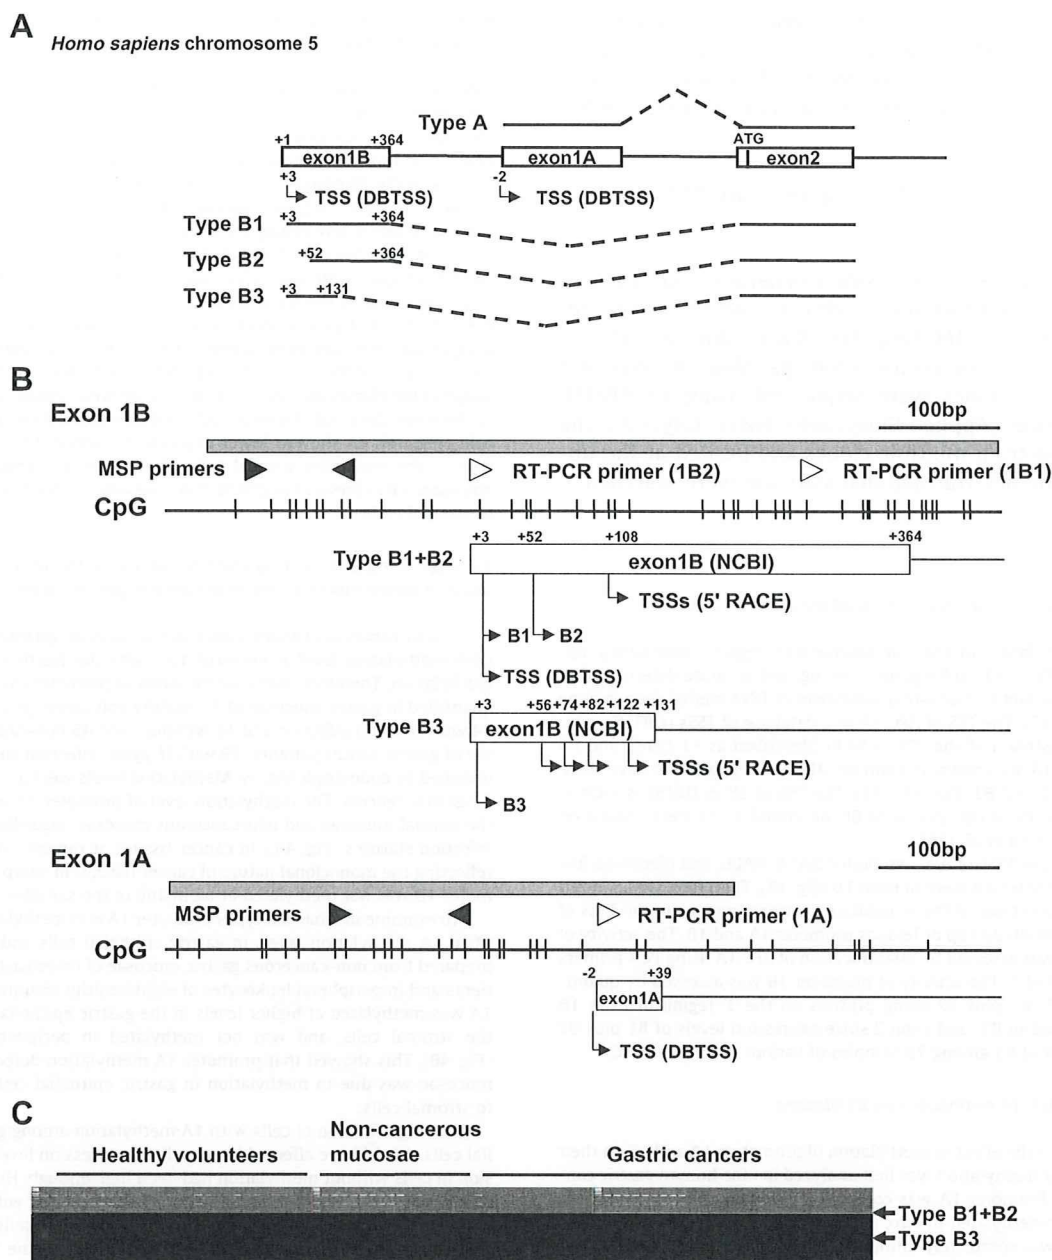 A
Homo sapiens chromosome 5
Type A
+1 +364 ATG
exon1B exon1A exon2
+3 -2
TSS (DBTSS) TSS (DBTSS)
Type B1 +3 +364
Type B2 +52 +364
Type B3 +3 +131
B
Exon 1B 100bp
MSP primers RT-PCR primer (1B2) RT-PCR primer (1B1)
CpG
+3 +52 +108 +364
Type B1+B2 exon1B (NCBI)
TSSs (5' RACE)
B1 B2
TSS (DBTSS)
+3 +56 +74 +82 +122 +131
Type B3 exon1B (NCBI)
TSSs (5' RACE)
B3
Exon 1A 100bp
MSP primers RT-PCR primer (1A)
CpG
-2 +39
exon1A
TSS (DBTSS)
C
Non-cancerous
Healthy volunteers mucosae Gastric cancers
Type B1+B2
Type B3